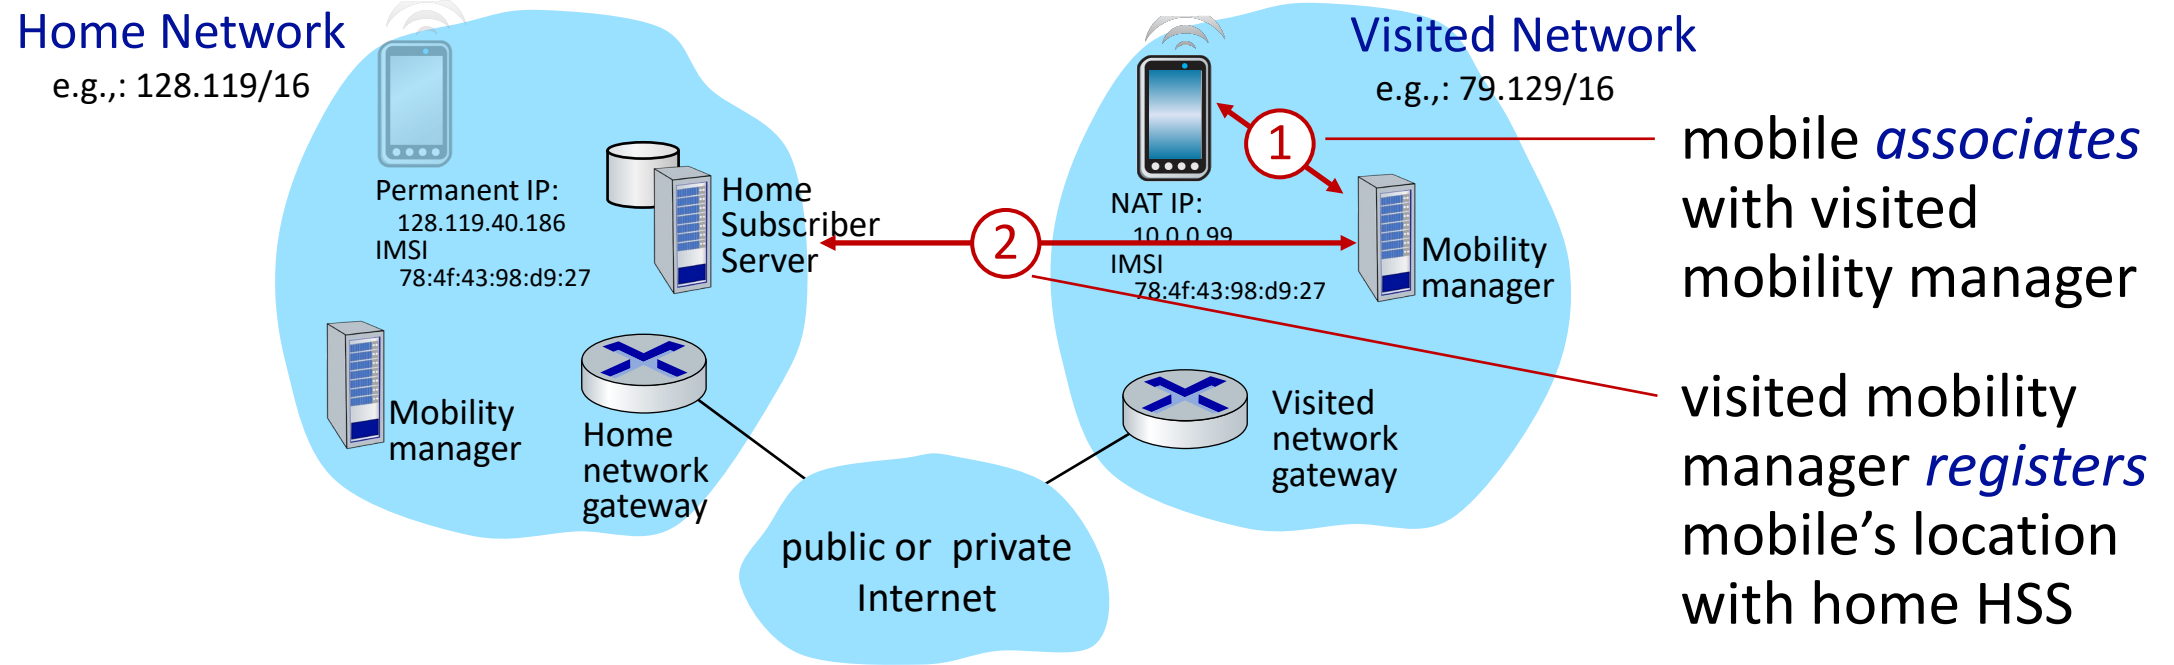 Home Network
e.g.,: 128.119/16
Permanent IP:
128.119.40.186
IMSI
78:4f:43:98:d9:27
Home
Subscriber
Server
Mobility
manager
Home
network
gateway
public or private
Internet
Visited Network
e.g.,: 79.129/16
1
2
NAT IP:
10.0.0.99
IMSI
78:4f:43:98:d9:27
Mobility
manager
Visited
network
gateway
mobile associates
with visited
mobility manager
visited mobility
manager registers
mobile’s location
with home HSS